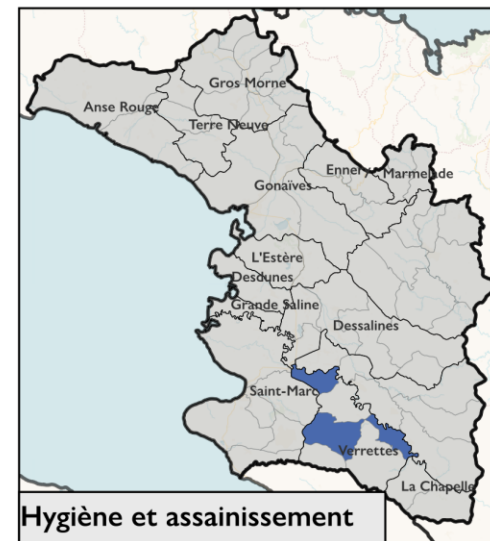 Gros Morne
Anse Rouge
Terre Neuve
Ennery
Marmelade
Gonaïves
L'Estère
Desdunes
Grande Saline
Dessalines
Saint-Marc
Verrettes
La Chapelle
Hygiène et assainissement